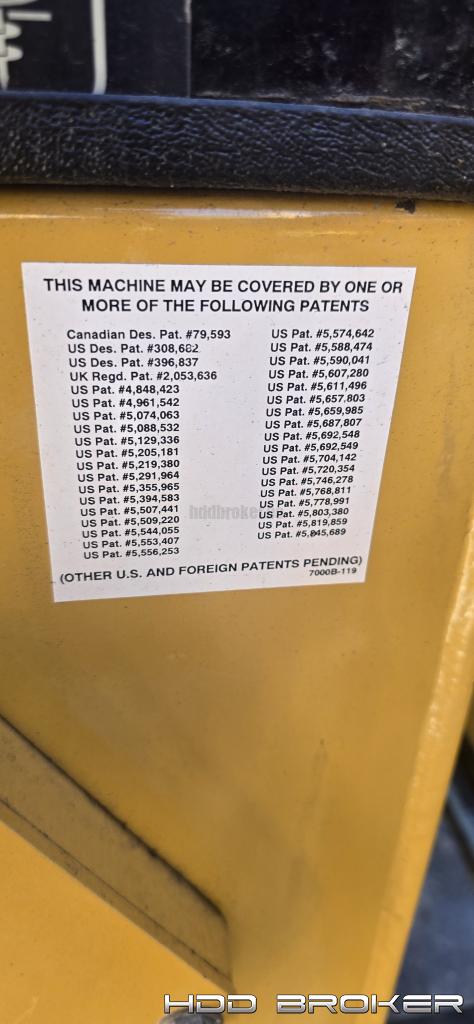 THIS MACHINE MAY BE COVERED BY ONE OR
MORE OF THE FOLLOWING PATENTS
Canadian Des. Pat. #79,593
US Des. Pat. #308,682
US Des. Pat. #396,837
UK Regd. Pat. #2,053,636
US Pat. #4,848,423
US Pat. #4,961,542
US Pat. #5,074,063
US Pat. #5,088,532
US Pat. #5,129,336
US Pat. #5,205,181
US Pat. #5,219,380
US Pat. #5,291,964
US Pat. #5,355,965
US Pat. #5,394,583
US Pat. #5,507,441
US Pat. #5,509,220
US Pat. #5,544,055
US Pat. #5,553,407
US Pat. #5,556,253
US Pat. #5,574,642
US Pat. #5,588,474
US Pat. #5,590,041
US Pat. #5,607,280
US Pat. #5,611,496
US Pat. #5,657,803
US Pat. #5,659,985
US Pat. #5,687,807
US Pat. #5,692,548
US Pat. #5,692,549
US Pat. #5,704,142
US Pat. #5,720,354
US Pat. #5,746,278
US Pat. #5,768,811
US Pat. #5,778,991
US Pat. #5,803,380
US Pat. #5,819,859
US Pat. #5,845,689
(OTHER U.S. AND FOREIGN PATENTS PENDING)
7000B-119
HDD BROKER